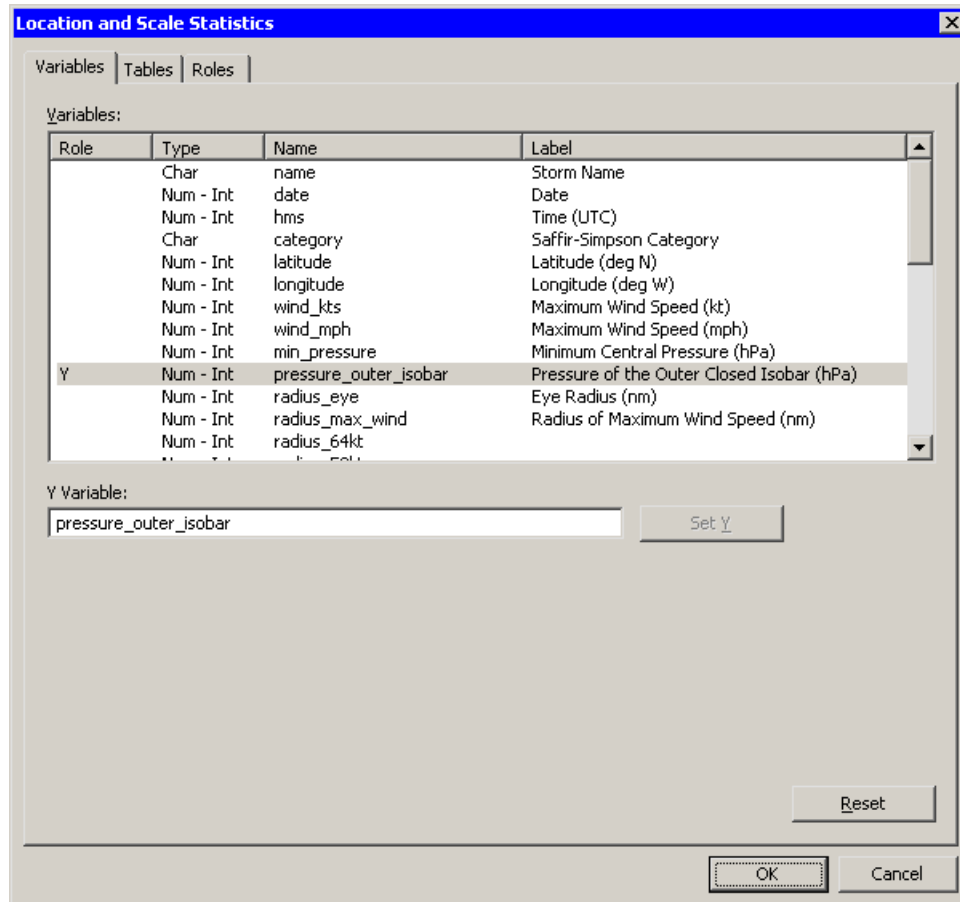 Location and Scale Statistics
Variables Tables Roles
Variables:
Role Type Name Label
Char name Storm Name
Num - Int date Date
Num - Int hms Time (UTC)
Char category Saffir-Simpson Category
Num - Int latitude Latitude (deg N)
Num - Int longitude Longitude (deg W)
Num - Int wind_kts Maximum Wind Speed (kt)
Num - Int wind_mph Maximum Wind Speed (mph)
Num - Int min_pressure Minimum Central Pressure (hPa)
Y Num - Int pressure_outer_isobar Pressure of the Outer Closed Isobar (hPa)
Num - Int radius_eye Eye Radius (nm)
Num - Int radius_max_wind Radius of Maximum Wind Speed (nm)
Num - Int radius_64kt
Y Variable:
pressure_outer_isobar Set Y
Reset
OK Cancel